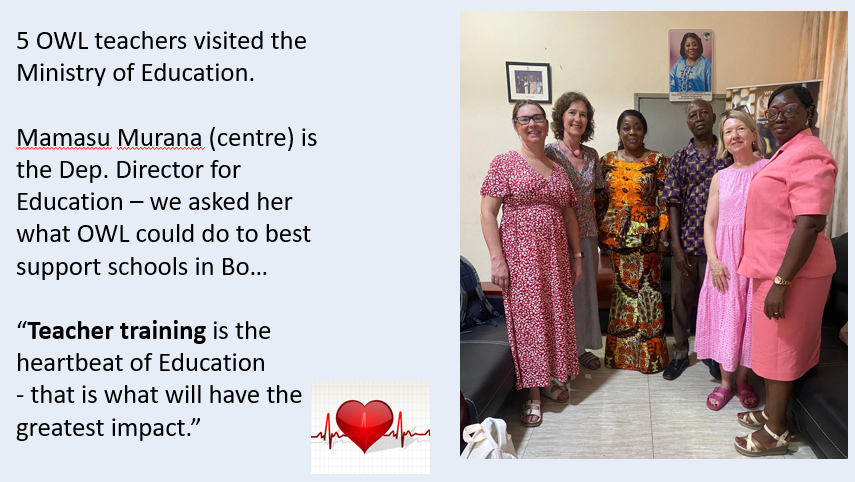 5 OWL teachers visited the
Ministry of Education.
Mamasu Murana (centre) is
the Dep. Director for
Education – we asked her
what OWL could do to best
support schools in Bo…
“Teacher training is the
heartbeat of Education
- that is what will have the
greatest impact.”